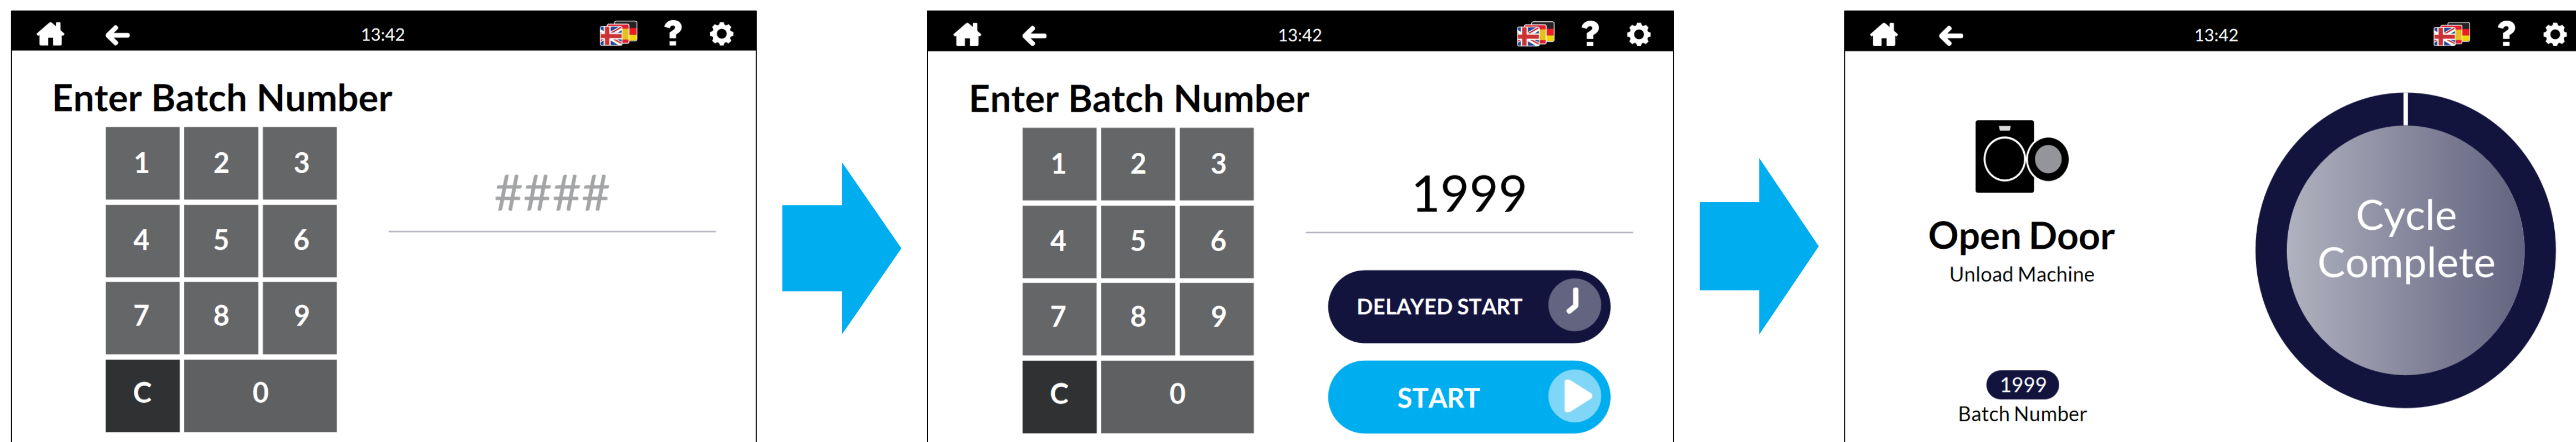 13:42
?
Enter Batch Number
1 2 3
4 5 6
7 8 9
C 0
####
13:42
?
Enter Batch Number
1 2 3
4 5 6
7 8 9
C 0
1999
DELAYED START
START
13:42
?
Open Door
Unload Machine
1999
Batch Number
Cycle
Complete